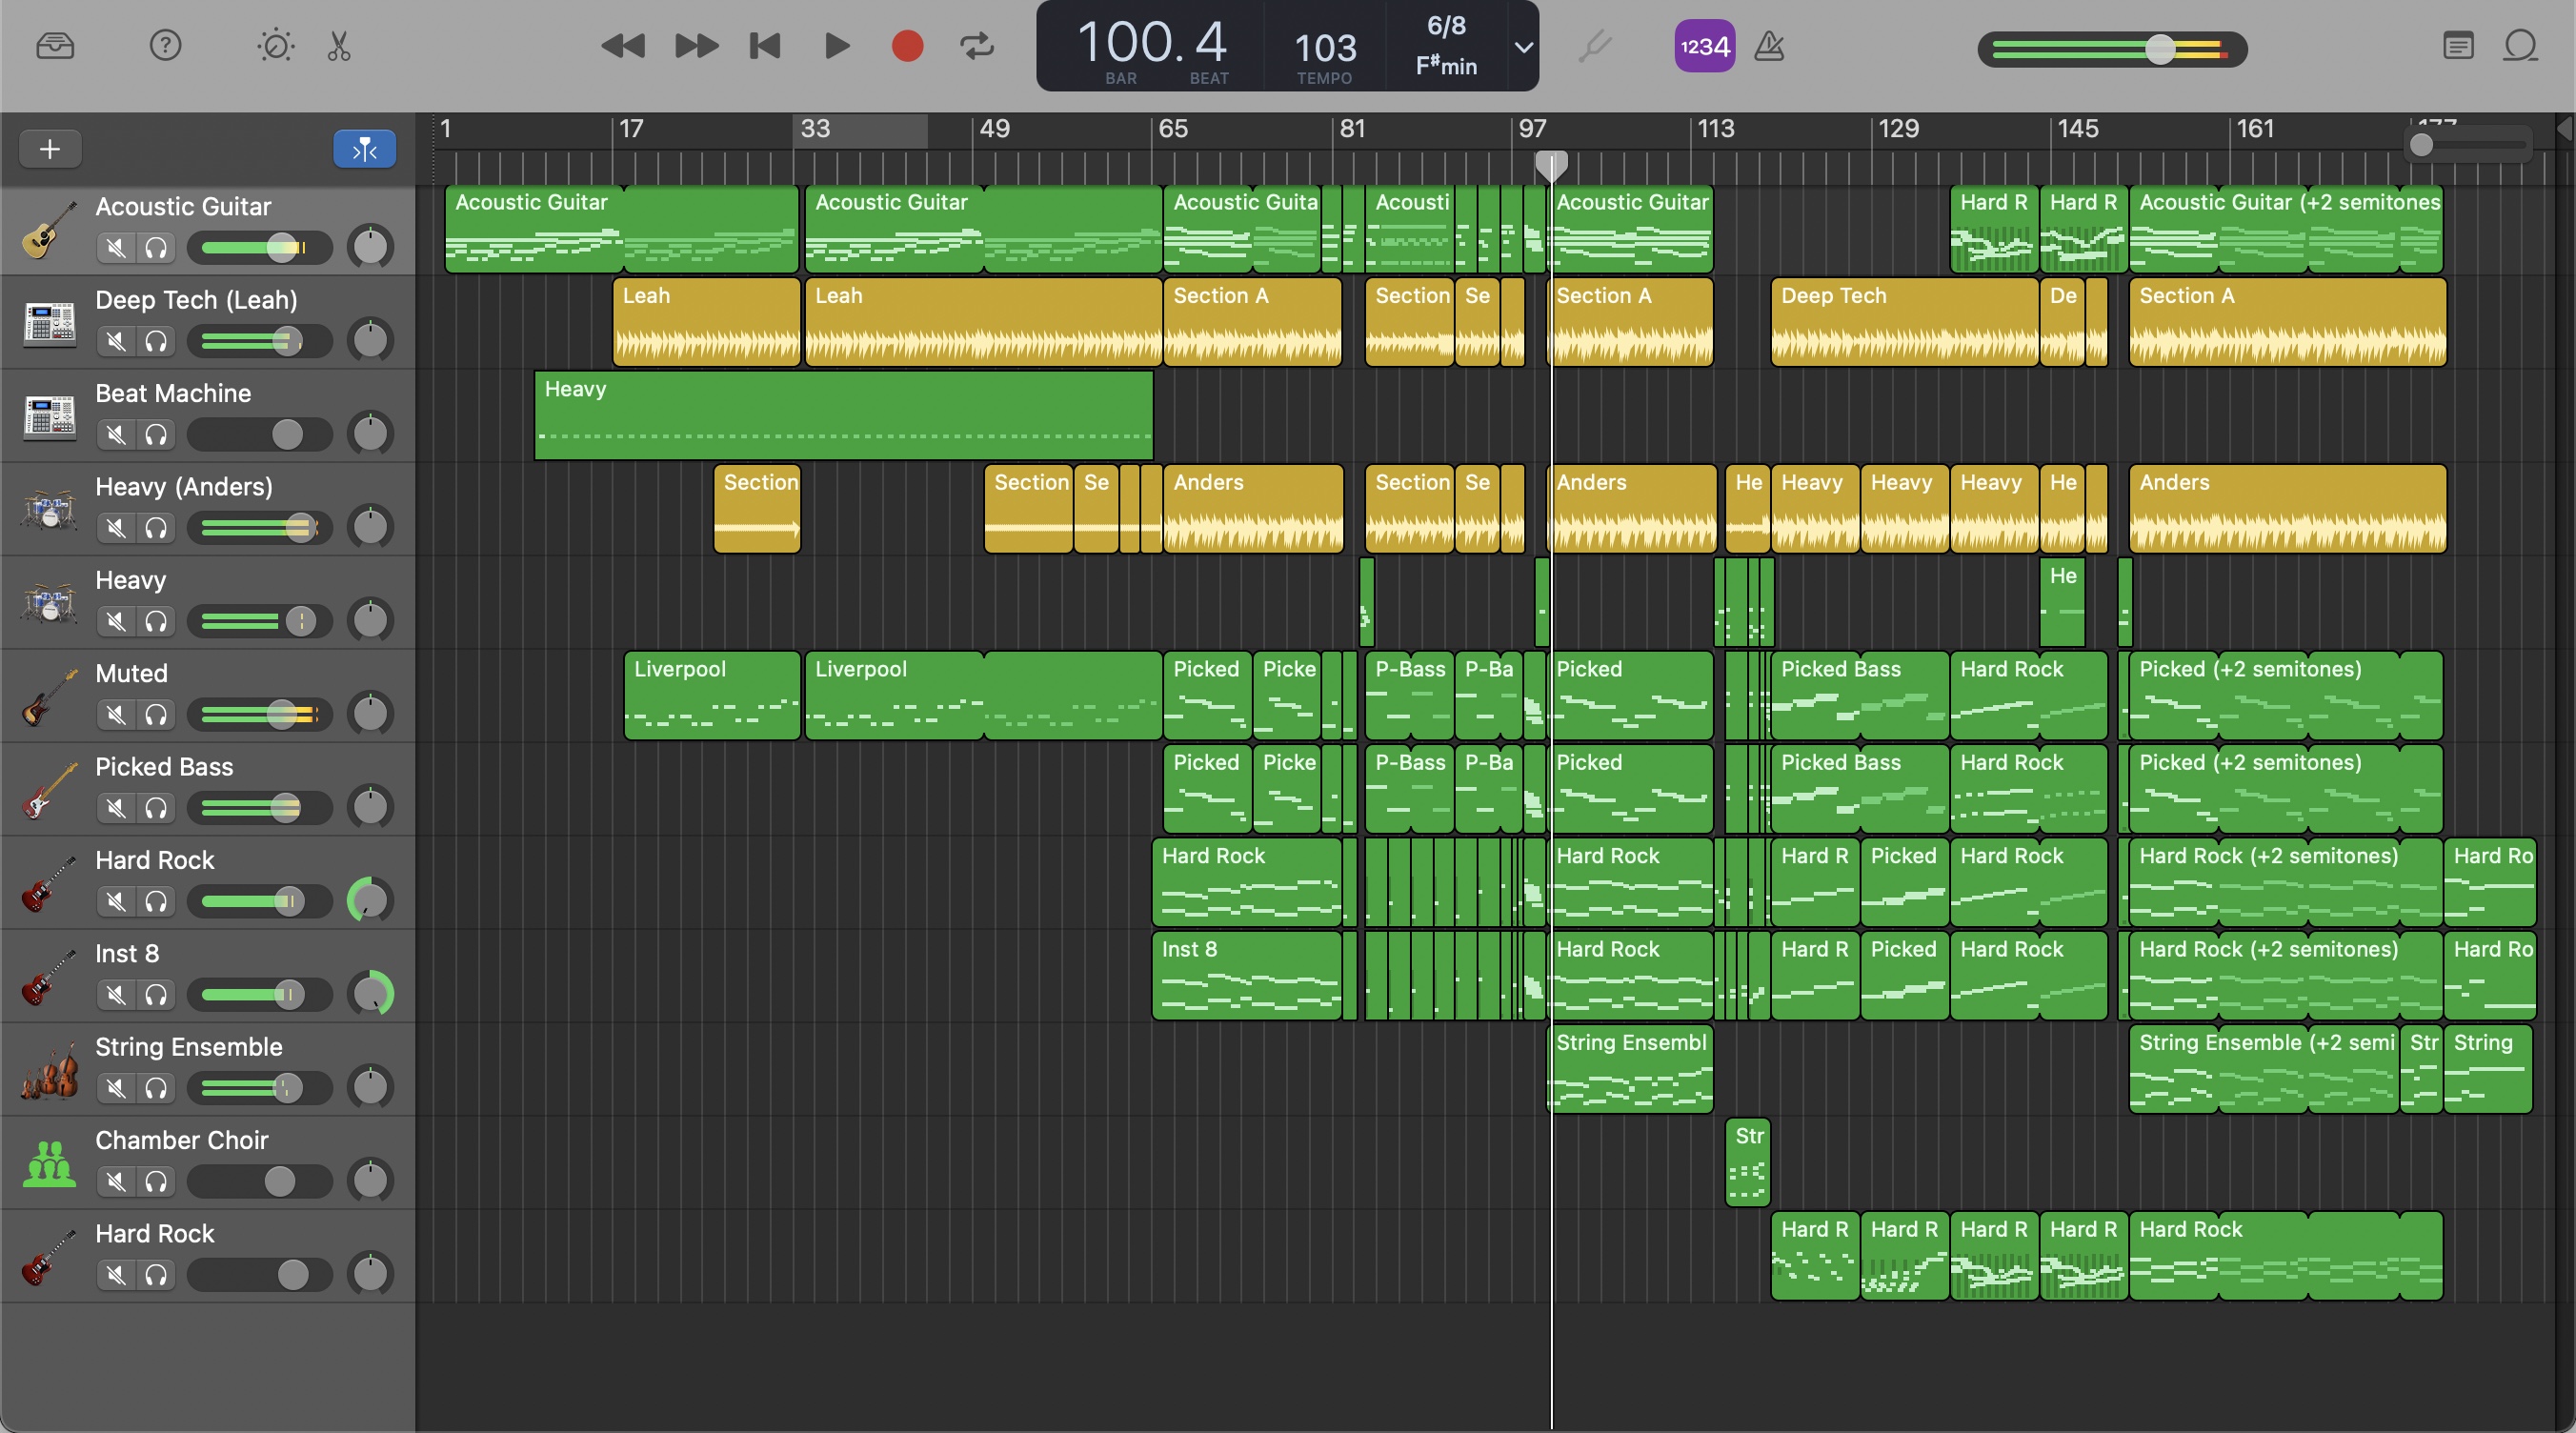 100.4 103 6/8
BAR BEAT TEMPO F#min
1234
1 17 33 49 65 81 97 113 129 145 161 177
Acoustic Guitar
Acoustic Guitar Acoustic Guitar Acoustic Guita Acousti Acoustic Guitar Hard R Hard R Acoustic Guitar (+2 semitones
Deep Tech (Leah)
Leah Leah Section A Section Se Section A Deep Tech De Section A
Beat Machine
Heavy
Heavy (Anders)
Section Section Se Anders Section Se Anders He Heavy Heavy Heavy He Anders
Heavy
He
Muted
Liverpool Liverpool Picked Picke P-Bass P-Ba Picked Picked Bass Hard Rock Picked (+2 semitones)
Picked Bass
Picked Picke P-Bass P-Ba Picked Picked Bass Hard Rock Picked (+2 semitones)
Hard Rock
Hard Rock Hard Rock Hard R Picked Hard Rock Hard Rock (+2 semitones) Hard Ro
Inst 8
Inst 8 Hard Rock Hard R Picked Hard Rock Hard Rock (+2 semitones) Hard Ro
String Ensemble
String Ensembl String Ensemble (+2 semi Str String
Chamber Choir
Str
Hard Rock
Hard R Hard R Hard R Hard R Hard Rock